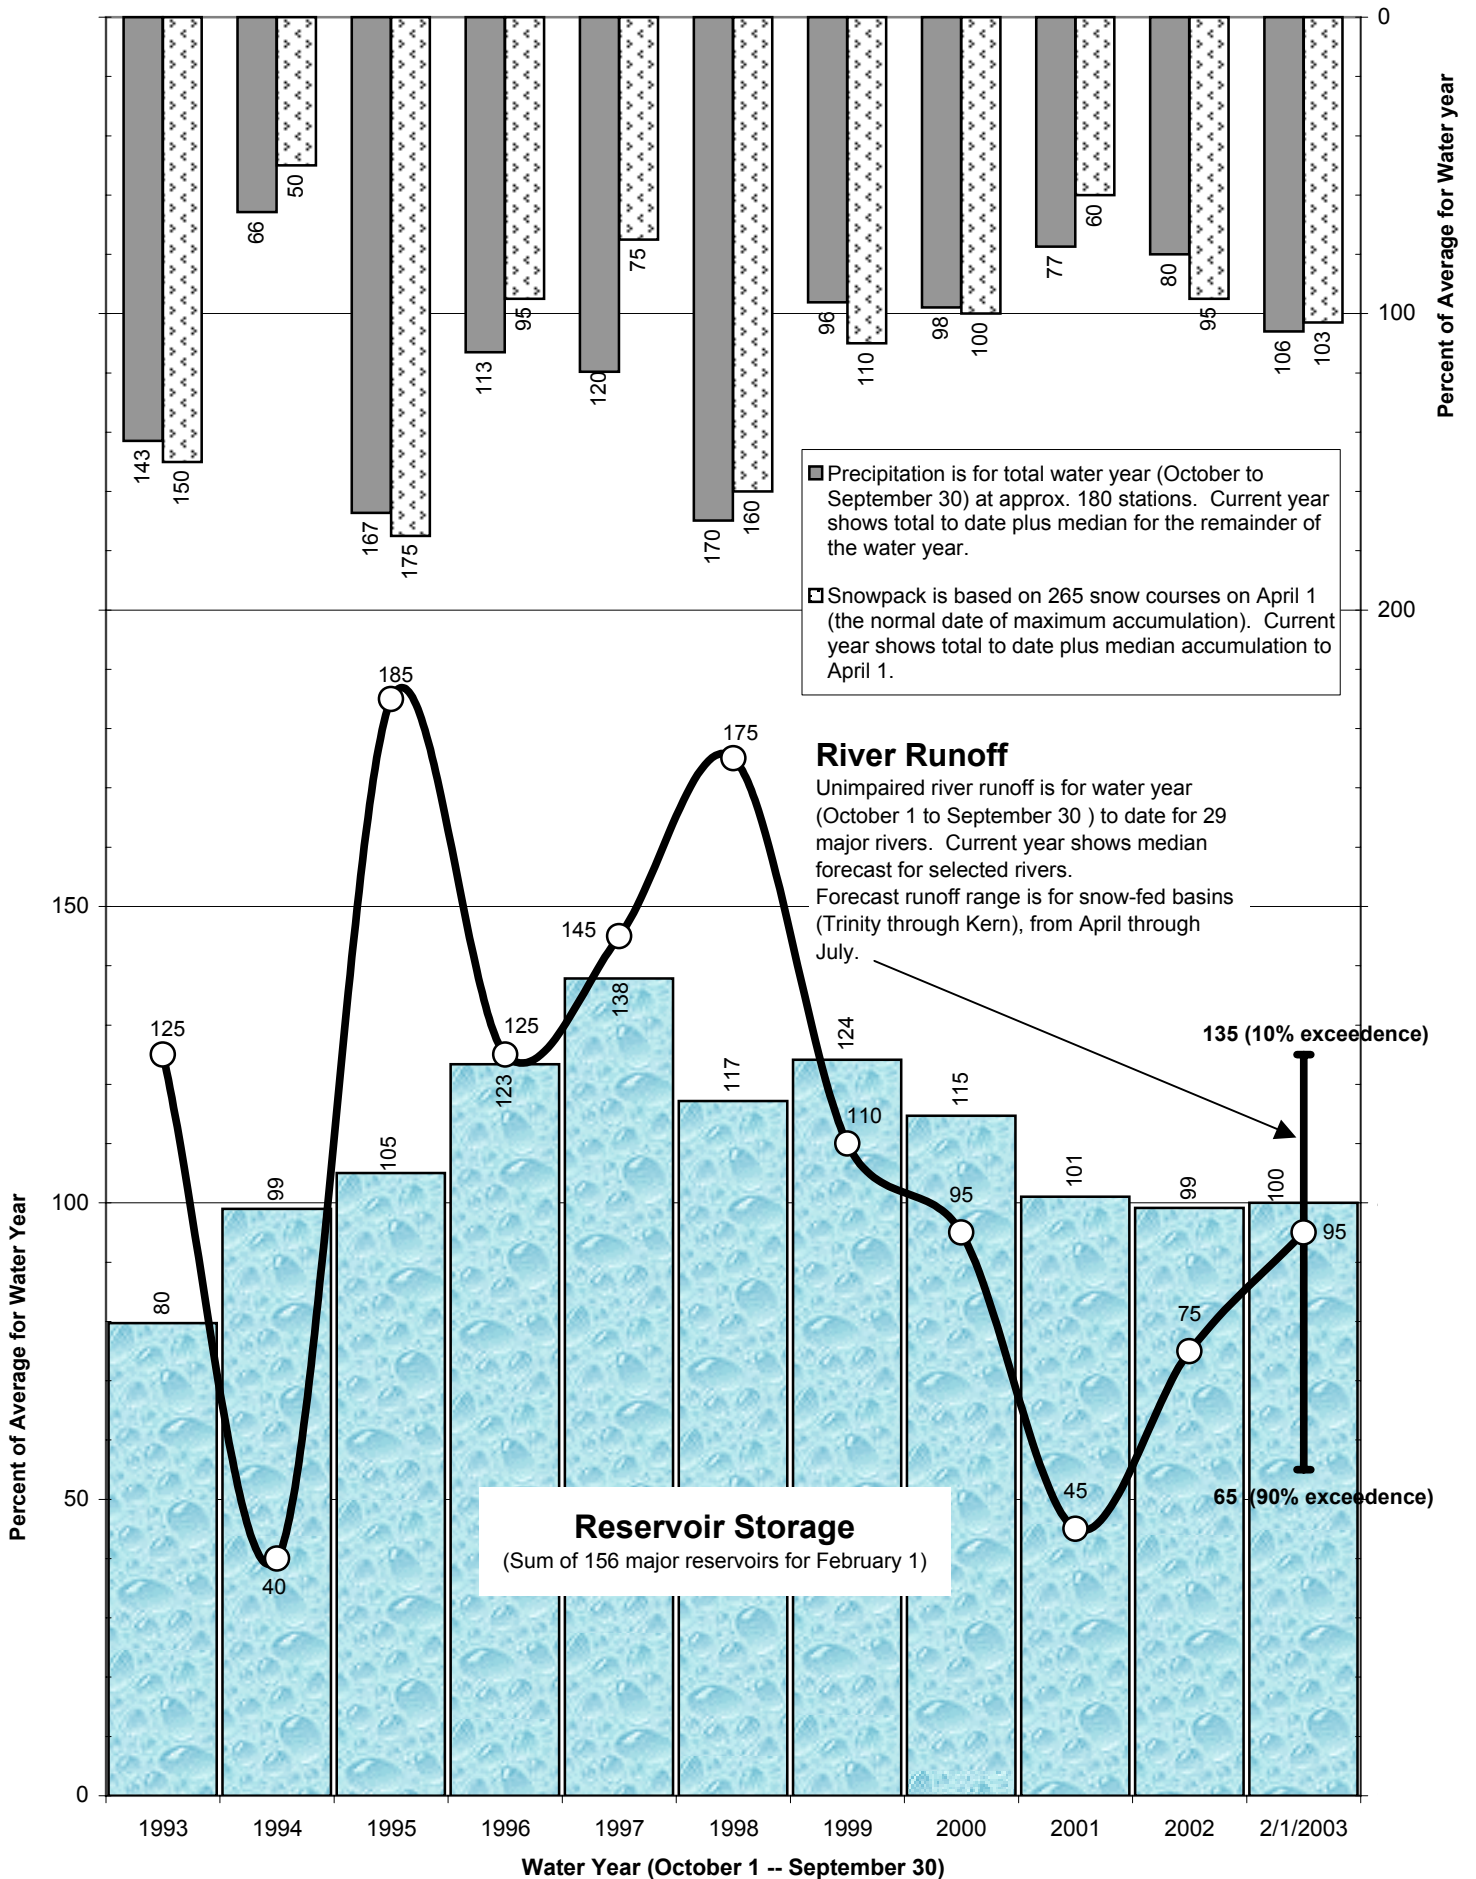 0
100
200
Percent of Average for Water year
143
150
66
50
167
175
113
95
120
75
170
160
96
110
98
100
77
60
80
95
106
103
Precipitation is for total water year (October to
September 30) at approx. 180 stations.  Current year
shows total to date plus median for the remainder of
the water year.
Snowpack is based on 265 snow courses on April 1
(the normal date of maximum accumulation).  Current
year shows total to date plus median accumulation to
April 1.
River Runoff
Unimpaired river runoff is for water year
(October 1 to September 30 ) to date for 29
major rivers.  Current year shows median
forecast for selected rivers.
Forecast runoff range is for snow-fed basins
(Trinity through Kern), from April through
July.
125
40
185
125
145
175
110
95
45
75
95
135 (10% exceedence)
65  (90% exceedence)
80
99
105
123
138
117
124
115
101
99
100
Reservoir Storage
(Sum of 156 major reservoirs for February 1)
150
100
50
0
Percent of Average for Water Year
1993
1994
1995
1996
1997
1998
1999
2000
2001
2002
2/1/2003
Water Year (October 1 -- September 30)